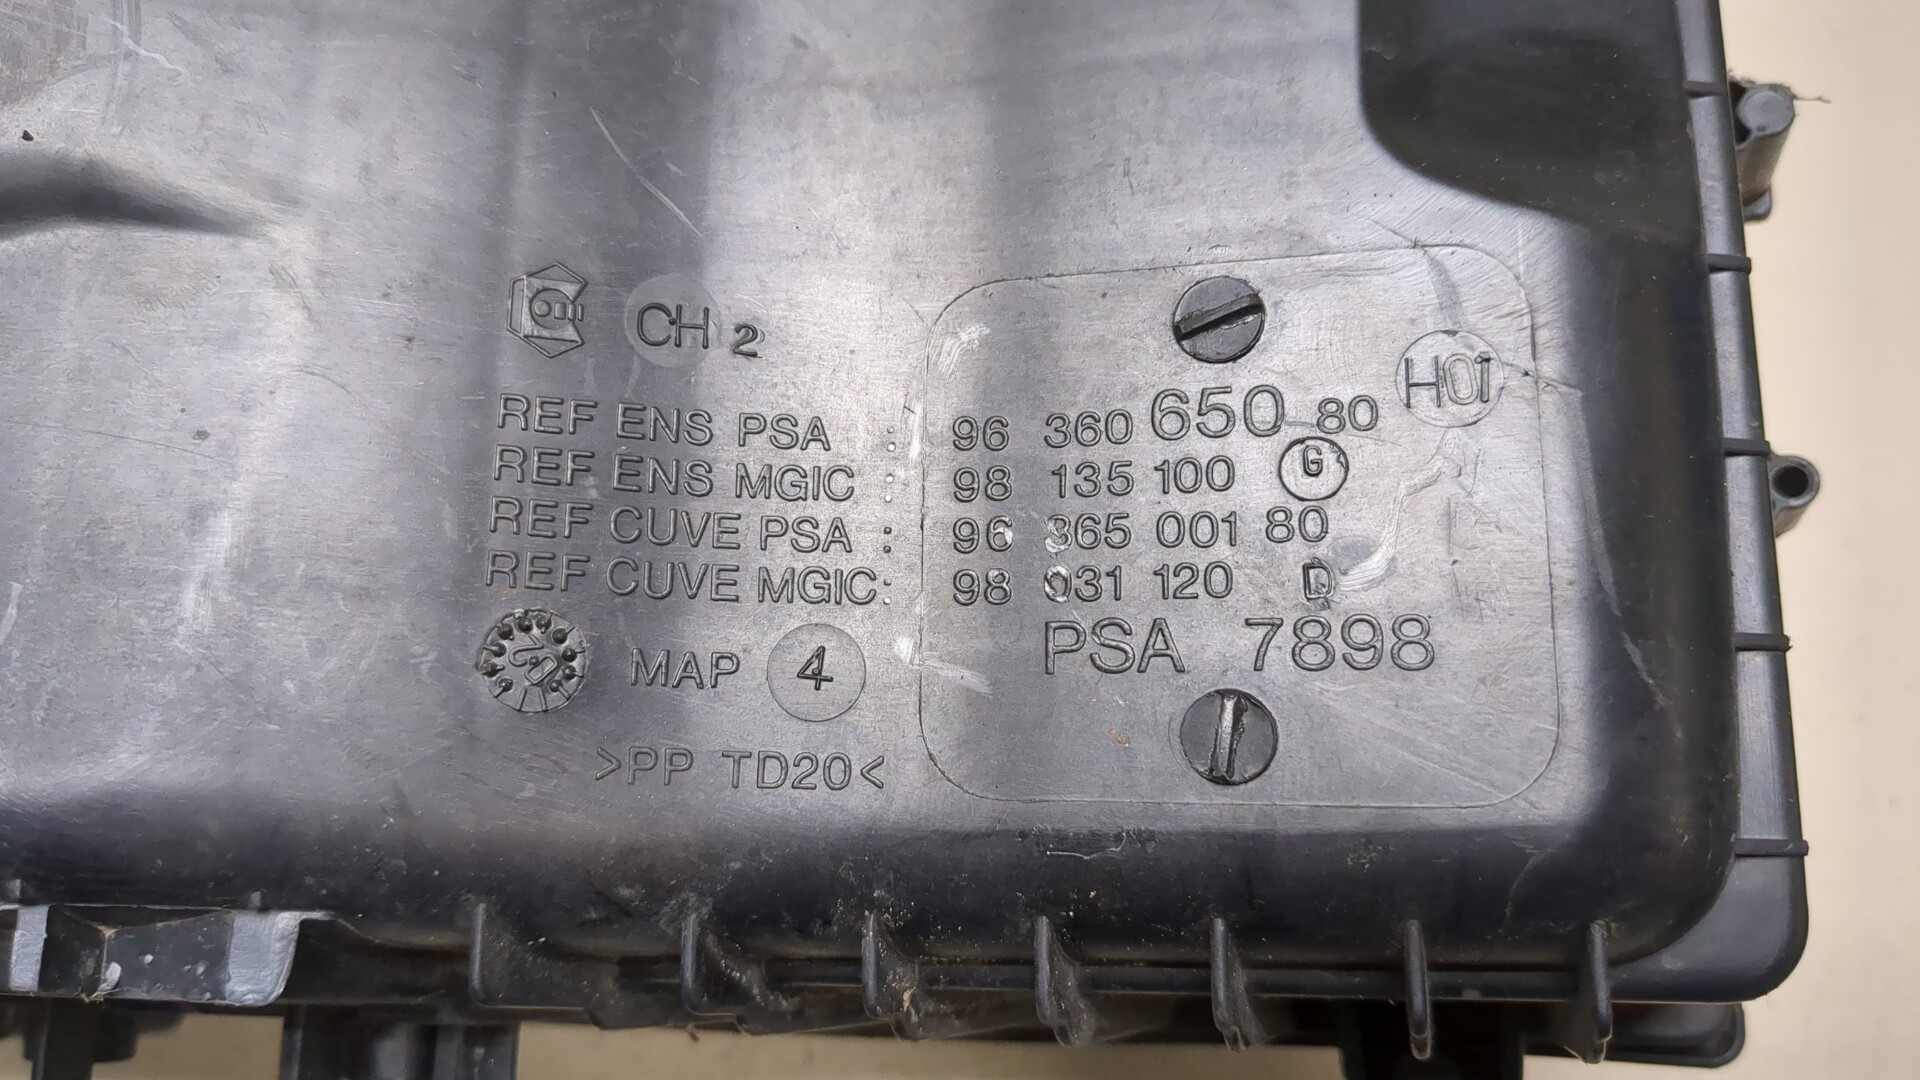 CH 2
H01
REF ENS PSA : 96 360 650 80
REF ENS MGIC : 98 135 100 G
REF CUVE PSA : 96 365 001 80
REF CUVE MGIC: 98 031 120 D
MAP 4
PSA 7898
>PP TD20<